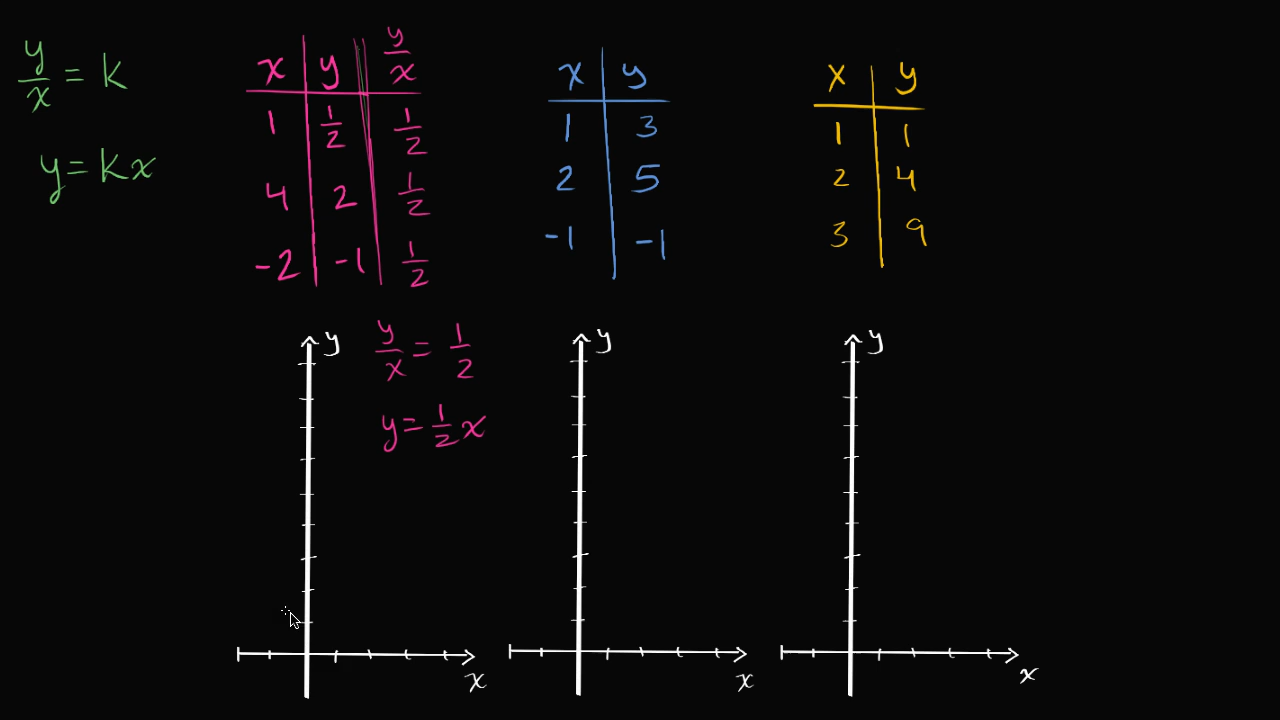 y/x = k
y = kx
x | y || y/x
1 | 1/2 | 1/2
4 | 2 | 1/2
-2 | -1 | 1/2
x | y
1 | 3
2 | 5
-1 | -1
x | y
1 | 1
2 | 4
3 | 9
y
y/x = 1/2
y = 1/2 x
x
y
x
y
x